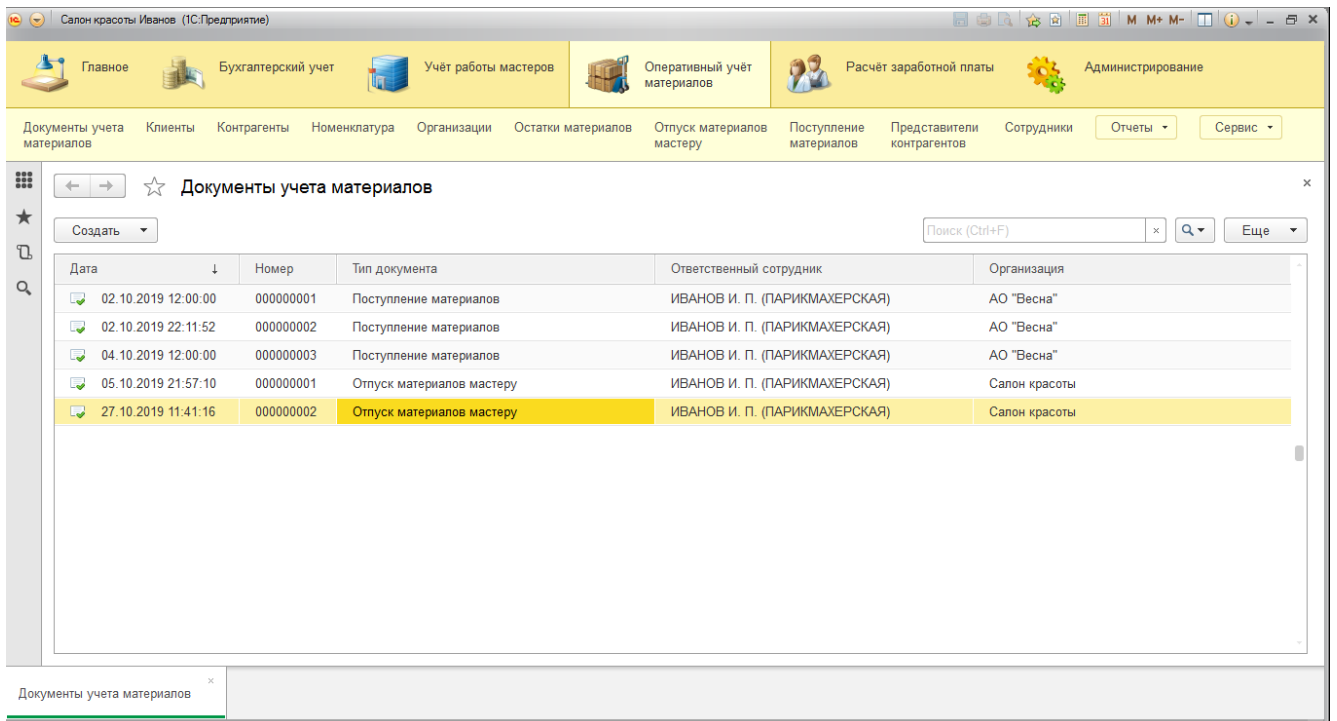 Салон красоты Иванов (1С:Предприятие)
M M+ M-
Главное
Бухгалтерский учет
Учёт работы мастеров
Оперативный учёт
материалов
Расчёт заработной платы
Администрирование
Документы учета
материалов
Клиенты
Контрагенты
Номенклатура
Организации
Остатки материалов
Отпуск материалов
мастеру
Поступление
материалов
Представители
контрагентов
Сотрудники
Отчеты
Сервис
Документы учета материалов
Создать
Поиск (Ctrl+F)
Еще
Дата Номер Тип документа Ответственный сотрудник Организация
02.10.2019 12:00:00 000000001 Поступление материалов ИВАНОВ И. П. (ПАРИКМАХЕРСКАЯ) АО "Весна"
02.10.2019 22:11:52 000000002 Поступление материалов ИВАНОВ И. П. (ПАРИКМАХЕРСКАЯ) АО "Весна"
04.10.2019 12:00:00 000000003 Поступление материалов ИВАНОВ И. П. (ПАРИКМАХЕРСКАЯ) АО "Весна"
05.10.2019 21:57:10 000000001 Отпуск материалов мастеру ИВАНОВ И. П. (ПАРИКМАХЕРСКАЯ) Салон красоты
27.10.2019 11:41:16 000000002 Отпуск материалов мастеру ИВАНОВ И. П. (ПАРИКМАХЕРСКАЯ) Салон красоты
Документы учета материалов